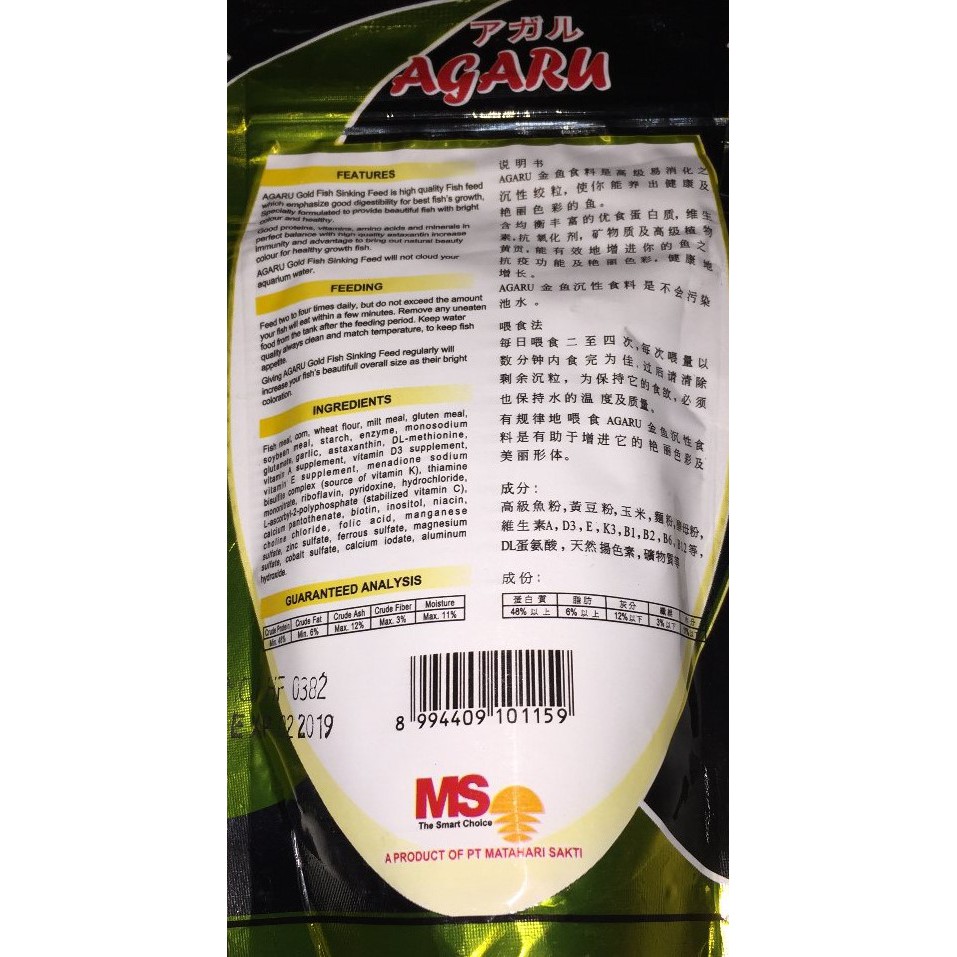 アガル
AGARU
FEATURES
AGARU Gold Fish Sinking Feed is high quality Fish feed
which emphasize good digestibility for best fish's growth,
Specially formulated to provide beautiful fish with bright
colour and healthy.
Good proteins, vitamins, amino acids and minerals in
perfect balance with high quality astaxantin increase
immunity and advantage to bring out natural beauty
colour for healthy growth fish.
AGARU Gold Fish Sinking Feed will not cloud your
aquarium water.
FEEDING
Feed two to four times daily, but do not exceed the amount
your fish will eat within a few minutes. Remove any uneaten
food from the tank after the feeding period. Keep water
quality always clean and match temperature, to keep fish
appetite.
Giving AGARU Gold Fish Sinking Feed regularly will
increase your fish's beautifull overall size as their bright
coloration.
INGREDIENTS
Fish meal, corn, wheat flour, milt meal, gluten meal,
soybean meal, starch, enzyme, monosodium
glutamate, garlic, astaxanthin, DL-methionine,
vitamin A supplement, vitamin D3 supplement,
vitamin E supplement, menadione sodium
bisulfite complex (source of vitamin K), thiamine
mononitrate, riboflavin, pyridoxine, hydrochloride,
L-ascorbyl-2-polyphosphate (stabilized vitamin C),
calcium pantothenate, biotin, inositol, niacin,
choline chloride, folic acid, manganese
sulfate, zinc sulfate, ferrous sulfate, magnesium
sulfate, cobalt sulfate, calcium iodate, aluminum
hydroxide.
GUARANTEED ANALYSIS
Crude Protein Crude Fat Crude Ash Crude Fiber Moisture
Min. 48% Min. 6% Max. 12% Max. 3% Max. 11%
说明书
AGARU 金鱼食料是高级易消化之
沉性绞粒，使你能养出健康及
艳丽色彩的鱼。
含均衡丰富的优食蛋白质，维生
素，抗氧化剂，矿物质及高级植物
黄质，能有效地增进你的鱼之
抗疫功能及艳丽色彩，健康地
增长。
AGARU 金鱼沉性食料是不会污染
池水。
喂食法
每日喂食二至四次，每次喂量以
数分钟内食完为佳，过后请清除
剩余沉粒，为保持它的食欲，必须
也保持水的温度及质量。
有规律地喂食 AGARU 金鱼沉性食
料是有助于增进它的艳丽色彩及
美丽形体。
成分：
高級魚粉，黃豆粉，玉米，麵粉，酵母粉，
維生素A, D3, E, K3, B1, B2, B6, B12等，
DL蛋氨酸，天然揚色素，礦物質等
成份：
蛋白質 脂肪 灰分 纖維
48% 以上 6% 以上 12%以下 3%以下
0382
2 2019
8 994409 101159
MS
The Smart Choice
A PRODUCT OF PT MATAHARI SAKTI